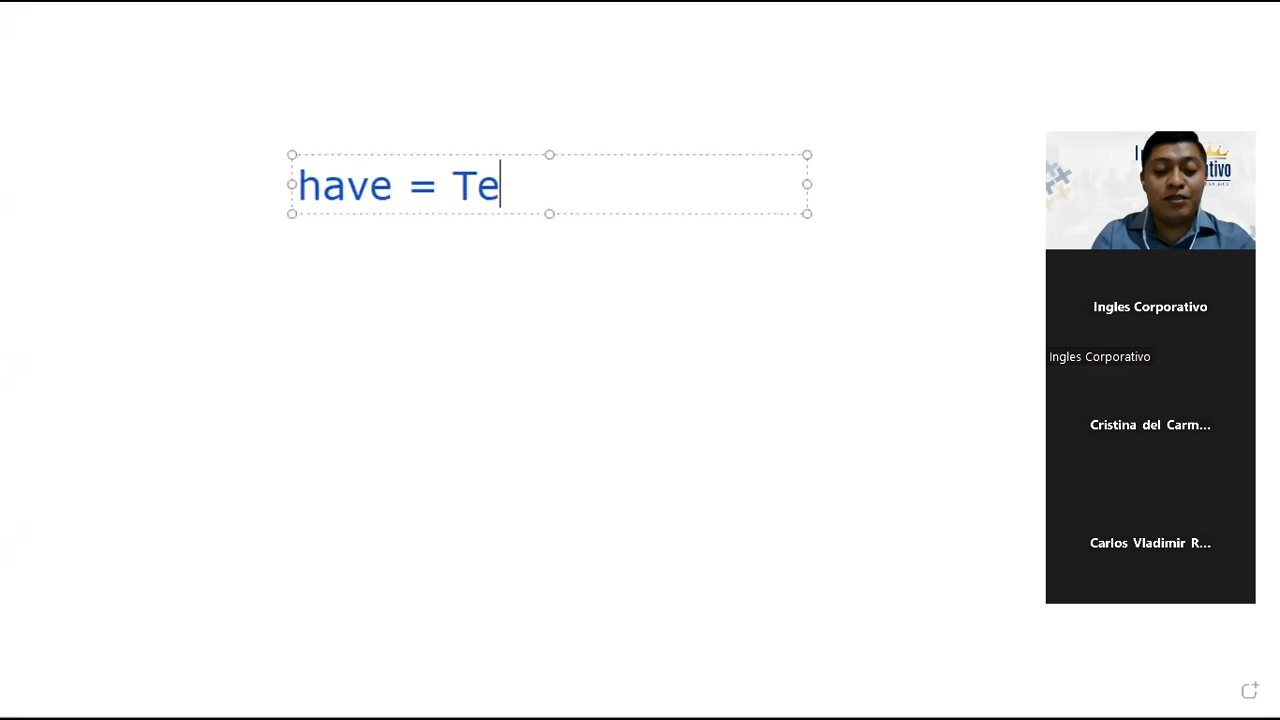 have = Te
Ingles Corporativo
Ingles Corporativo
Cristina del Carm...
Carlos Vladimir R...